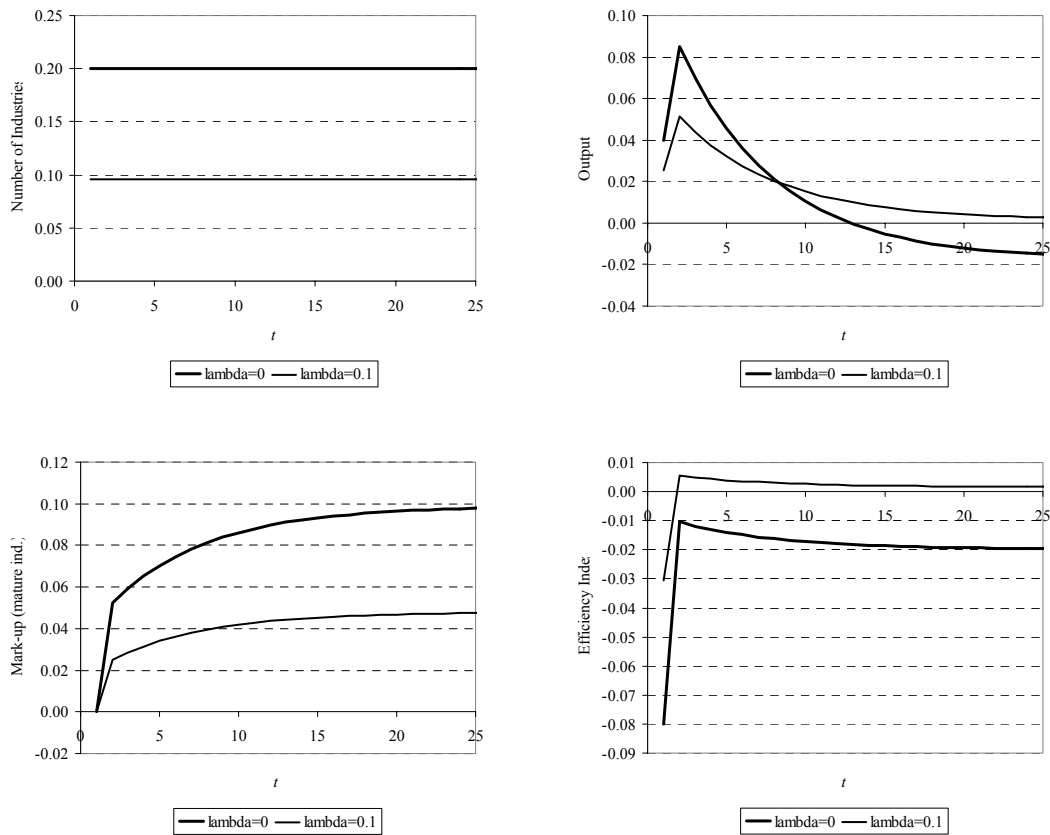 Number of Industries
0.25
0.20
0.15
0.10
0.05
0.00
0 5 10 15 20 25
t
lambda=0 lambda=0.1
Output
0.10
0.08
0.06
0.04
0.02
0.00
-0.02
-0.04
0 5 10 15 20 25
t
lambda=0 lambda=0.1
Mark-up (mature ind.)
0.12
0.10
0.08
0.06
0.04
0.02
0.00
-0.02
0 5 10 15 20 25
t
lambda=0 lambda=0.1
Efficiency Index
0.01
0.00
-0.01
-0.02
-0.03
-0.04
-0.05
-0.06
-0.07
-0.08
-0.09
0 5 10 15 20 25
t
lambda=0 lambda=0.1